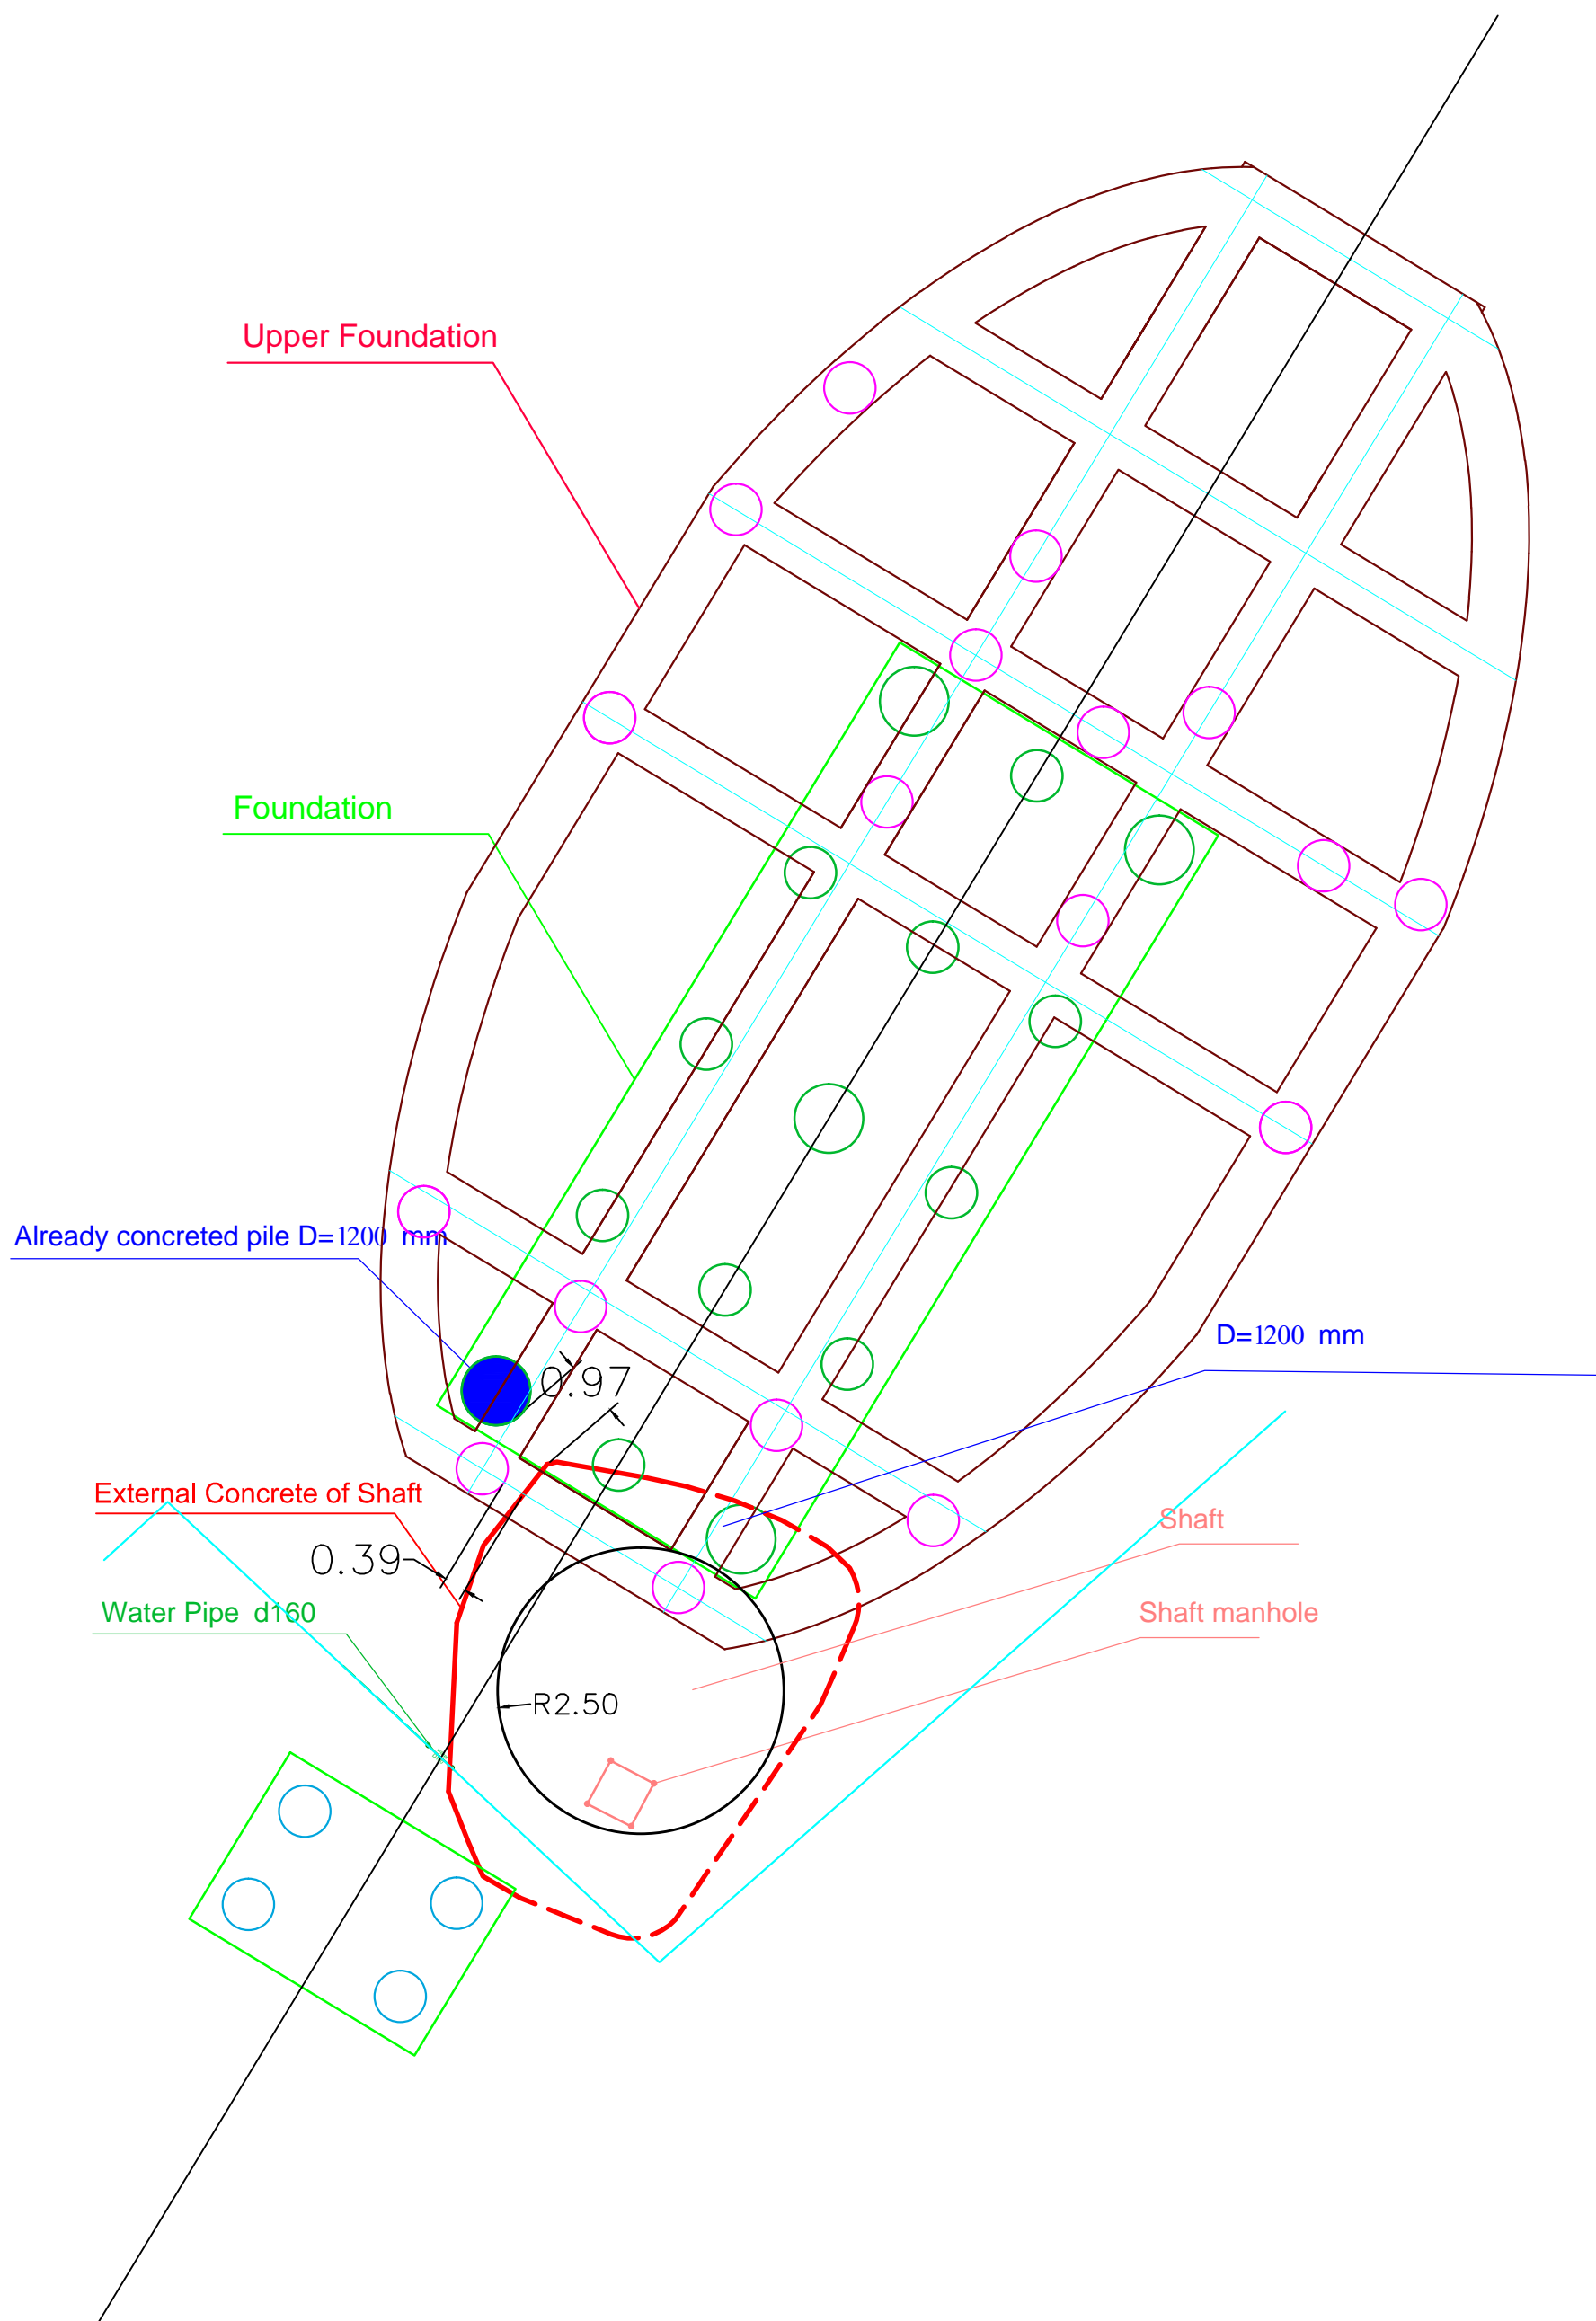 Upper Foundation
Foundation
Already concreted pile D=1200 mm
D=1200 mm
0.97
External Concrete of Shaft
Shaft
0.39
Water Pipe d160
Shaft manhole
R2.50